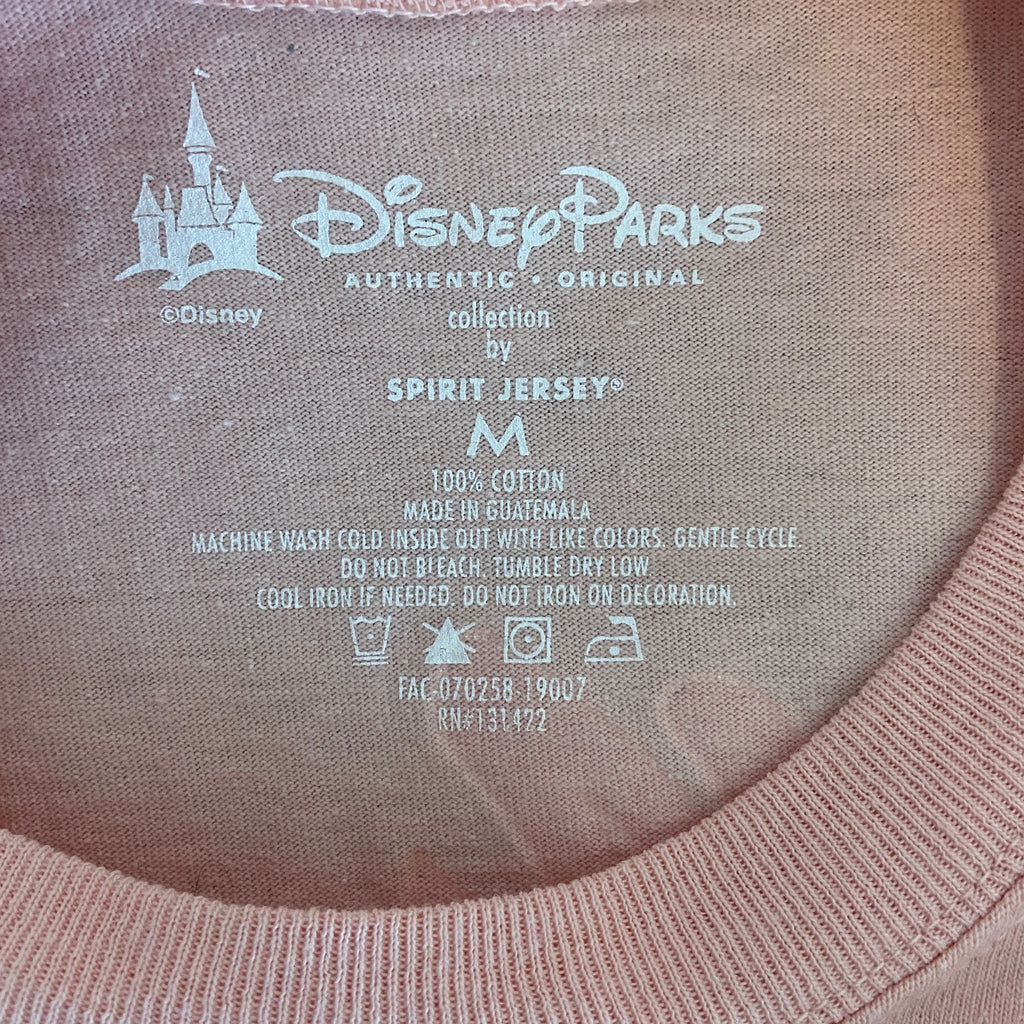 DISNEY PARKS
AUTHENTIC • ORIGINAL
©Disney
collection
by
SPIRIT JERSEY®
M
100% COTTON
MADE IN GUATEMALA
MACHINE WASH COLD INSIDE OUT WITH LIKE COLORS. GENTLE CYCLE.
DO NOT BLEACH. TUMBLE DRY LOW
COOL IRON IF NEEDED. DO NOT IRON ON DECORATION.
FAC-070258-19007
RN#131422